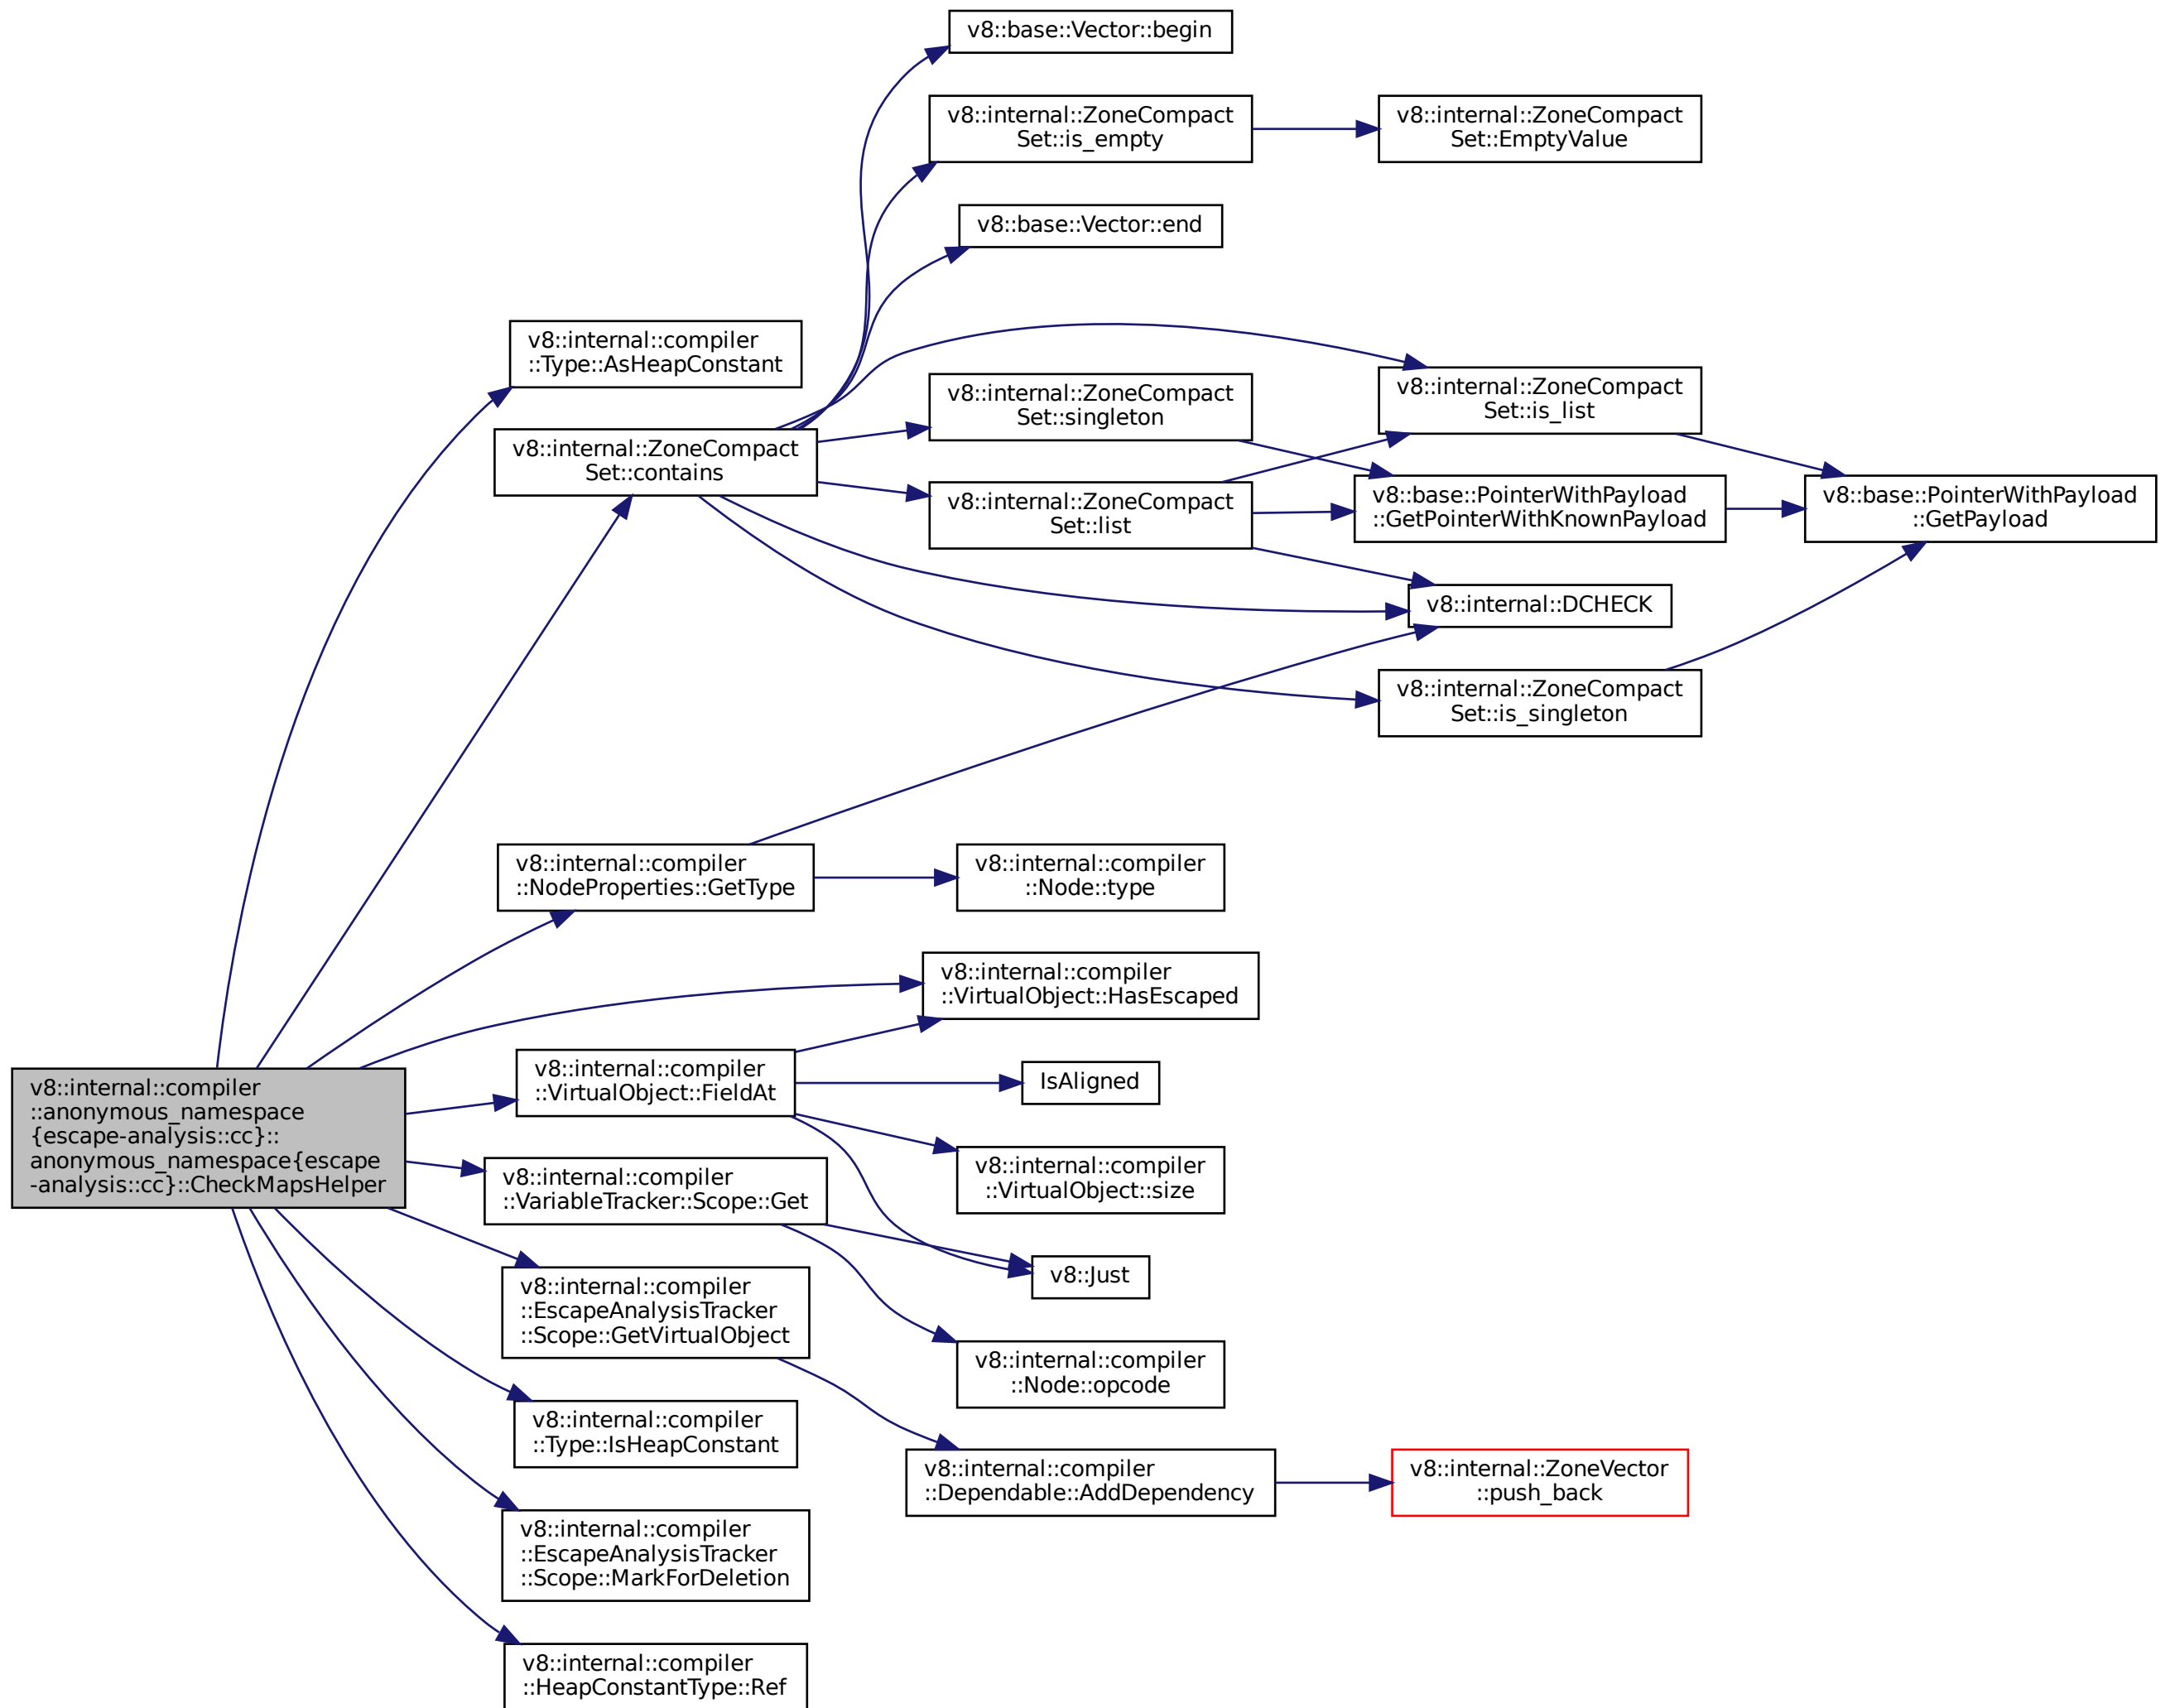 v8::base::Vector::begin
v8::internal::ZoneCompact
Set::is_empty
v8::internal::ZoneCompact
Set::EmptyValue
v8::base::Vector::end
v8::internal::compiler
::Type::AsHeapConstant
v8::internal::ZoneCompact
Set::contains
v8::internal::ZoneCompact
Set::singleton
v8::internal::ZoneCompact
Set::is_list
v8::internal::ZoneCompact
Set::list
v8::base::PointerWithPayload
::GetPointerWithKnownPayload
v8::base::PointerWithPayload
::GetPayload
v8::internal::DCHECK
v8::internal::ZoneCompact
Set::is_singleton
v8::internal::compiler
::NodeProperties::GetType
v8::internal::compiler
::Node::type
v8::internal::compiler
::VirtualObject::HasEscaped
v8::internal::compiler
::anonymous_namespace
{escape-analysis::cc}::
anonymous_namespace{escape
-analysis::cc}::CheckMapsHelper
v8::internal::compiler
::VirtualObject::FieldAt
IsAligned
v8::internal::compiler
::VirtualObject::size
v8::internal::compiler
::VariableTracker::Scope::Get
v8::Just
v8::internal::compiler
::EscapeAnalysisTracker
::Scope::GetVirtualObject
v8::internal::compiler
::Node::opcode
v8::internal::compiler
::Type::IsHeapConstant
v8::internal::compiler
::Dependable::AddDependency
v8::internal::ZoneVector
::push_back
v8::internal::compiler
::EscapeAnalysisTracker
::Scope::MarkForDeletion
v8::internal::compiler
::HeapConstantType::Ref